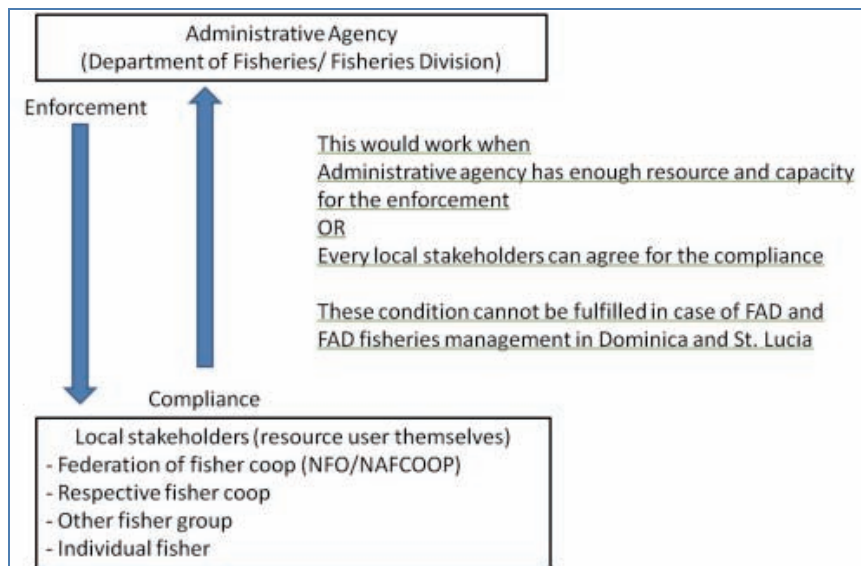 Administrative Agency
(Department of Fisheries/ Fisheries Division)
Enforcement
This would work when
Administrative agency has enough resource and capacity
for the enforcement
OR
Every local stakeholders can agree for the compliance
These condition cannot be fulfilled in case of FAD and
FAD fisheries management in Dominica and St. Lucia
Compliance
Local stakeholders (resource user themselves)
- Federation of fisher coop (NFO/NAFCOOP)
- Respective fisher coop
- Other fisher group
- Individual fisher